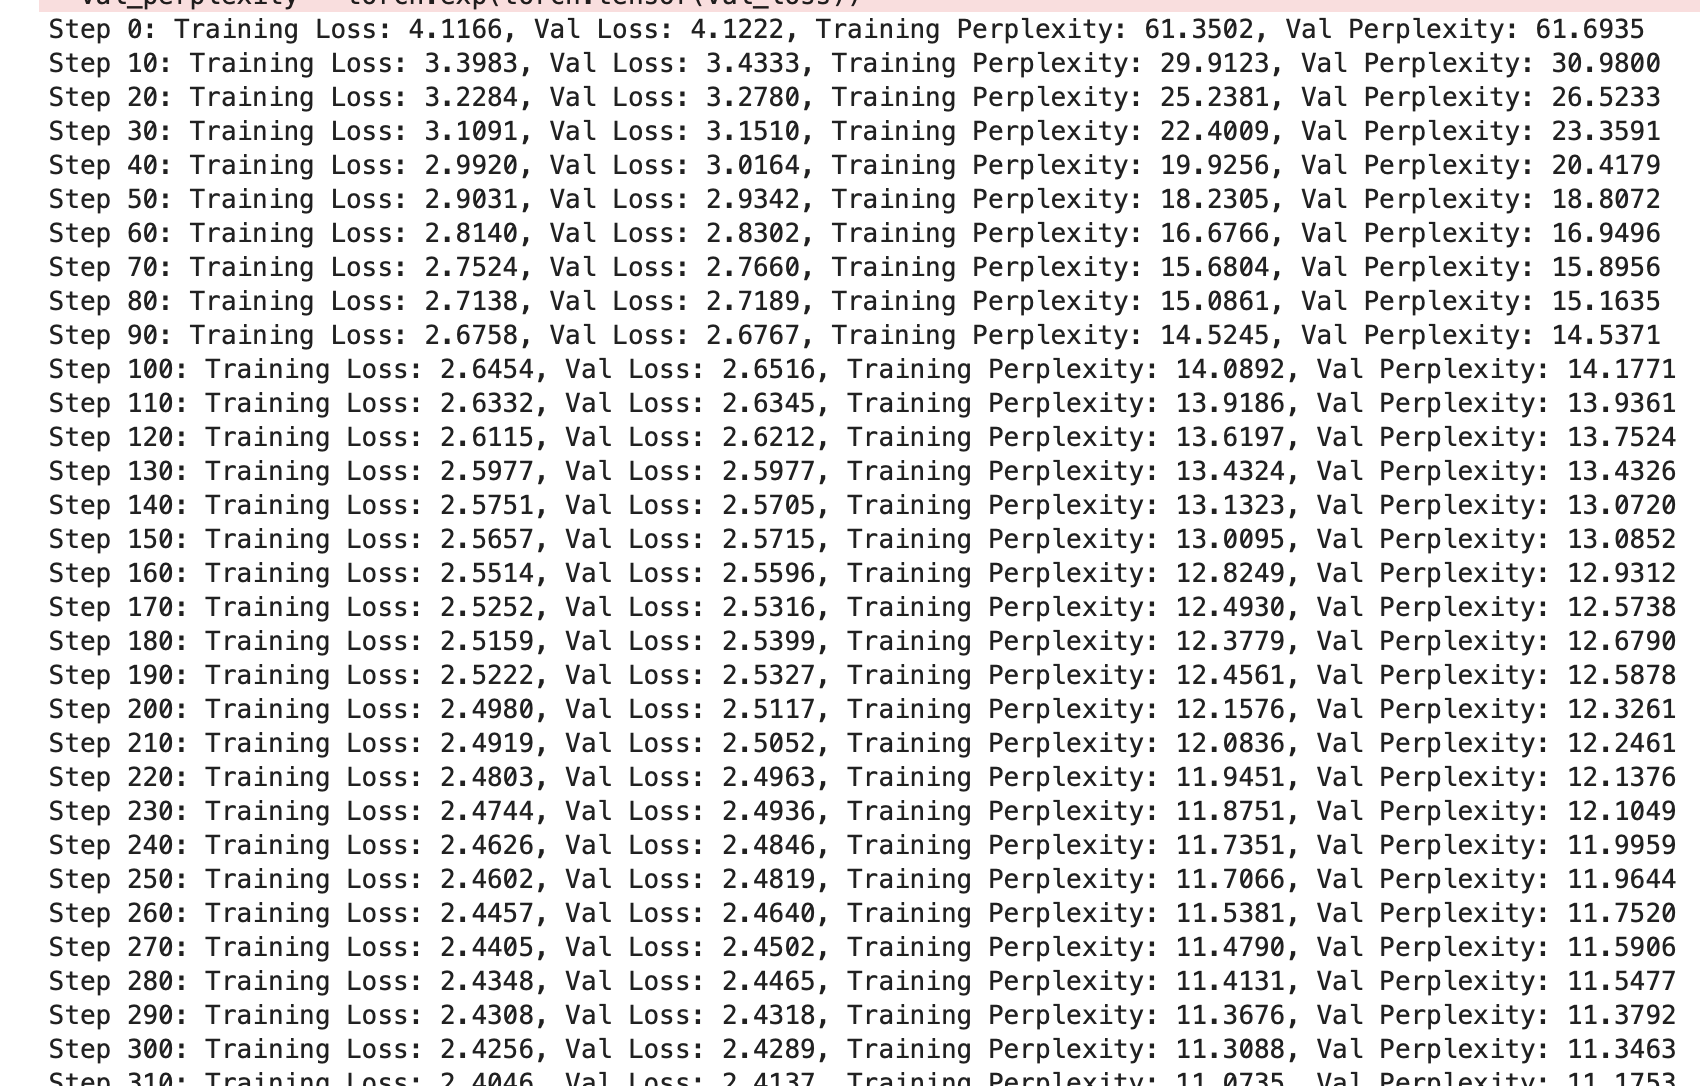 val_perplexity = torch.exp(torch.tensor(val_loss))
Step 0: Training Loss: 4.1166, Val Loss: 4.1222, Training Perplexity: 61.3502, Val Perplexity: 61.6935
Step 10: Training Loss: 3.3983, Val Loss: 3.4333, Training Perplexity: 29.9123, Val Perplexity: 30.9800
Step 20: Training Loss: 3.2284, Val Loss: 3.2780, Training Perplexity: 25.2381, Val Perplexity: 26.5233
Step 30: Training Loss: 3.1091, Val Loss: 3.1510, Training Perplexity: 22.4009, Val Perplexity: 23.3591
Step 40: Training Loss: 2.9920, Val Loss: 3.0164, Training Perplexity: 19.9256, Val Perplexity: 20.4179
Step 50: Training Loss: 2.9031, Val Loss: 2.9342, Training Perplexity: 18.2305, Val Perplexity: 18.8072
Step 60: Training Loss: 2.8140, Val Loss: 2.8302, Training Perplexity: 16.6766, Val Perplexity: 16.9496
Step 70: Training Loss: 2.7524, Val Loss: 2.7660, Training Perplexity: 15.6804, Val Perplexity: 15.8956
Step 80: Training Loss: 2.7138, Val Loss: 2.7189, Training Perplexity: 15.0861, Val Perplexity: 15.1635
Step 90: Training Loss: 2.6758, Val Loss: 2.6767, Training Perplexity: 14.5245, Val Perplexity: 14.5371
Step 100: Training Loss: 2.6454, Val Loss: 2.6516, Training Perplexity: 14.0892, Val Perplexity: 14.1771
Step 110: Training Loss: 2.6332, Val Loss: 2.6345, Training Perplexity: 13.9186, Val Perplexity: 13.9361
Step 120: Training Loss: 2.6115, Val Loss: 2.6212, Training Perplexity: 13.6197, Val Perplexity: 13.7524
Step 130: Training Loss: 2.5977, Val Loss: 2.5977, Training Perplexity: 13.4324, Val Perplexity: 13.4326
Step 140: Training Loss: 2.5751, Val Loss: 2.5705, Training Perplexity: 13.1323, Val Perplexity: 13.0720
Step 150: Training Loss: 2.5657, Val Loss: 2.5715, Training Perplexity: 13.0095, Val Perplexity: 13.0852
Step 160: Training Loss: 2.5514, Val Loss: 2.5596, Training Perplexity: 12.8249, Val Perplexity: 12.9312
Step 170: Training Loss: 2.5252, Val Loss: 2.5316, Training Perplexity: 12.4930, Val Perplexity: 12.5738
Step 180: Training Loss: 2.5159, Val Loss: 2.5399, Training Perplexity: 12.3779, Val Perplexity: 12.6790
Step 190: Training Loss: 2.5222, Val Loss: 2.5327, Training Perplexity: 12.4561, Val Perplexity: 12.5878
Step 200: Training Loss: 2.4980, Val Loss: 2.5117, Training Perplexity: 12.1576, Val Perplexity: 12.3261
Step 210: Training Loss: 2.4919, Val Loss: 2.5052, Training Perplexity: 12.0836, Val Perplexity: 12.2461
Step 220: Training Loss: 2.4803, Val Loss: 2.4963, Training Perplexity: 11.9451, Val Perplexity: 12.1376
Step 230: Training Loss: 2.4744, Val Loss: 2.4936, Training Perplexity: 11.8751, Val Perplexity: 12.1049
Step 240: Training Loss: 2.4626, Val Loss: 2.4846, Training Perplexity: 11.7351, Val Perplexity: 11.9959
Step 250: Training Loss: 2.4602, Val Loss: 2.4819, Training Perplexity: 11.7066, Val Perplexity: 11.9644
Step 260: Training Loss: 2.4457, Val Loss: 2.4640, Training Perplexity: 11.5381, Val Perplexity: 11.7520
Step 270: Training Loss: 2.4405, Val Loss: 2.4502, Training Perplexity: 11.4790, Val Perplexity: 11.5906
Step 280: Training Loss: 2.4348, Val Loss: 2.4465, Training Perplexity: 11.4131, Val Perplexity: 11.5477
Step 290: Training Loss: 2.4308, Val Loss: 2.4318, Training Perplexity: 11.3676, Val Perplexity: 11.3792
Step 300: Training Loss: 2.4256, Val Loss: 2.4289, Training Perplexity: 11.3088, Val Perplexity: 11.3463
Step 310: Training Loss: 2.4046, Val Loss: 2.4137, Training Perplexity: 11.0735, Val Perplexity: 11.1753